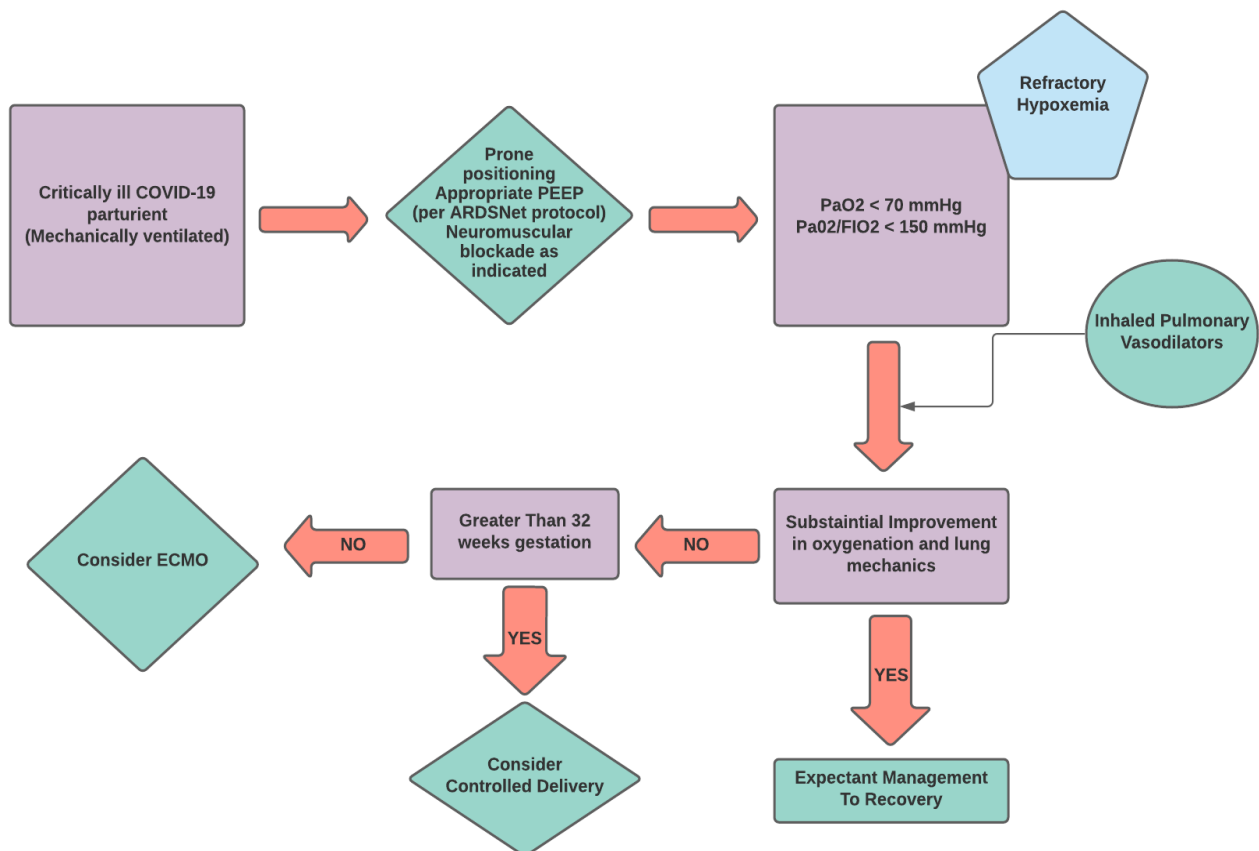 Critically ill COVID-19
parturient
(Mechanically ventilated)
Prone
positioning
Appropriate PEEP
(per ARDSNet protocol)
Neuromuscular
blockade as
indicated
Refractory
Hypoxemia
PaO2 < 70 mmHg
Pa02/FIO2 < 150 mmHg
Inhaled Pulmonary
Vasodilators
Substaintial Improvement
in oxygenation and lung
mechanics
NO
Greater Than 32
weeks gestation
NO
Consider ECMO
YES
Consider
Controlled Delivery
YES
Expectant Management
To Recovery